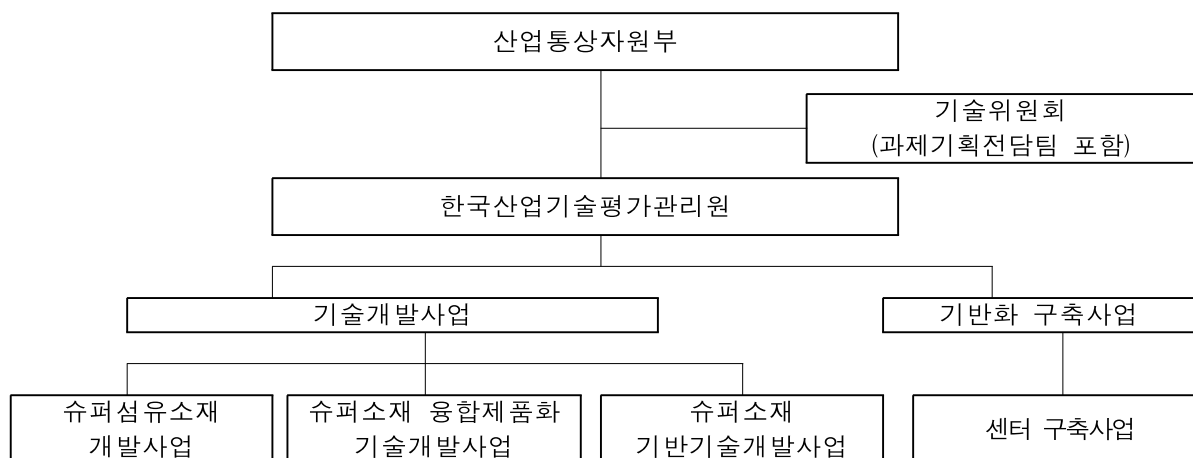 산업통상자원부
기술위원회
(과제기획전담팀 포함)
한국산업기술평가관리원
기술개발사업
기반화 구축사업
슈퍼섬유소재
개발사업
슈퍼소재 융합제품화
기술개발사업
슈퍼소재
기반기술개발사업
센터 구축사업